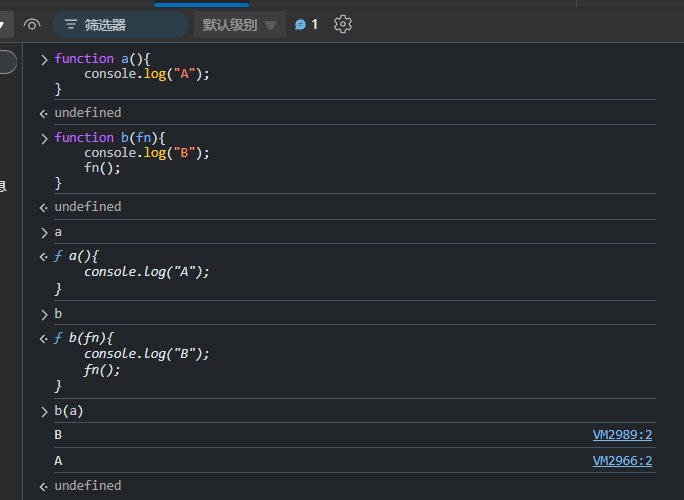 筛选器 默认级别 1
function a(){
console.log("A");
}
undefined
function b(fn){
console.log("B");
fn();
}
息
undefined
a
ƒ a(){
console.log("A");
}
b
ƒ b(fn){
console.log("B");
fn();
}
b(a)
B VM2989:2
A VM2966:2
undefined